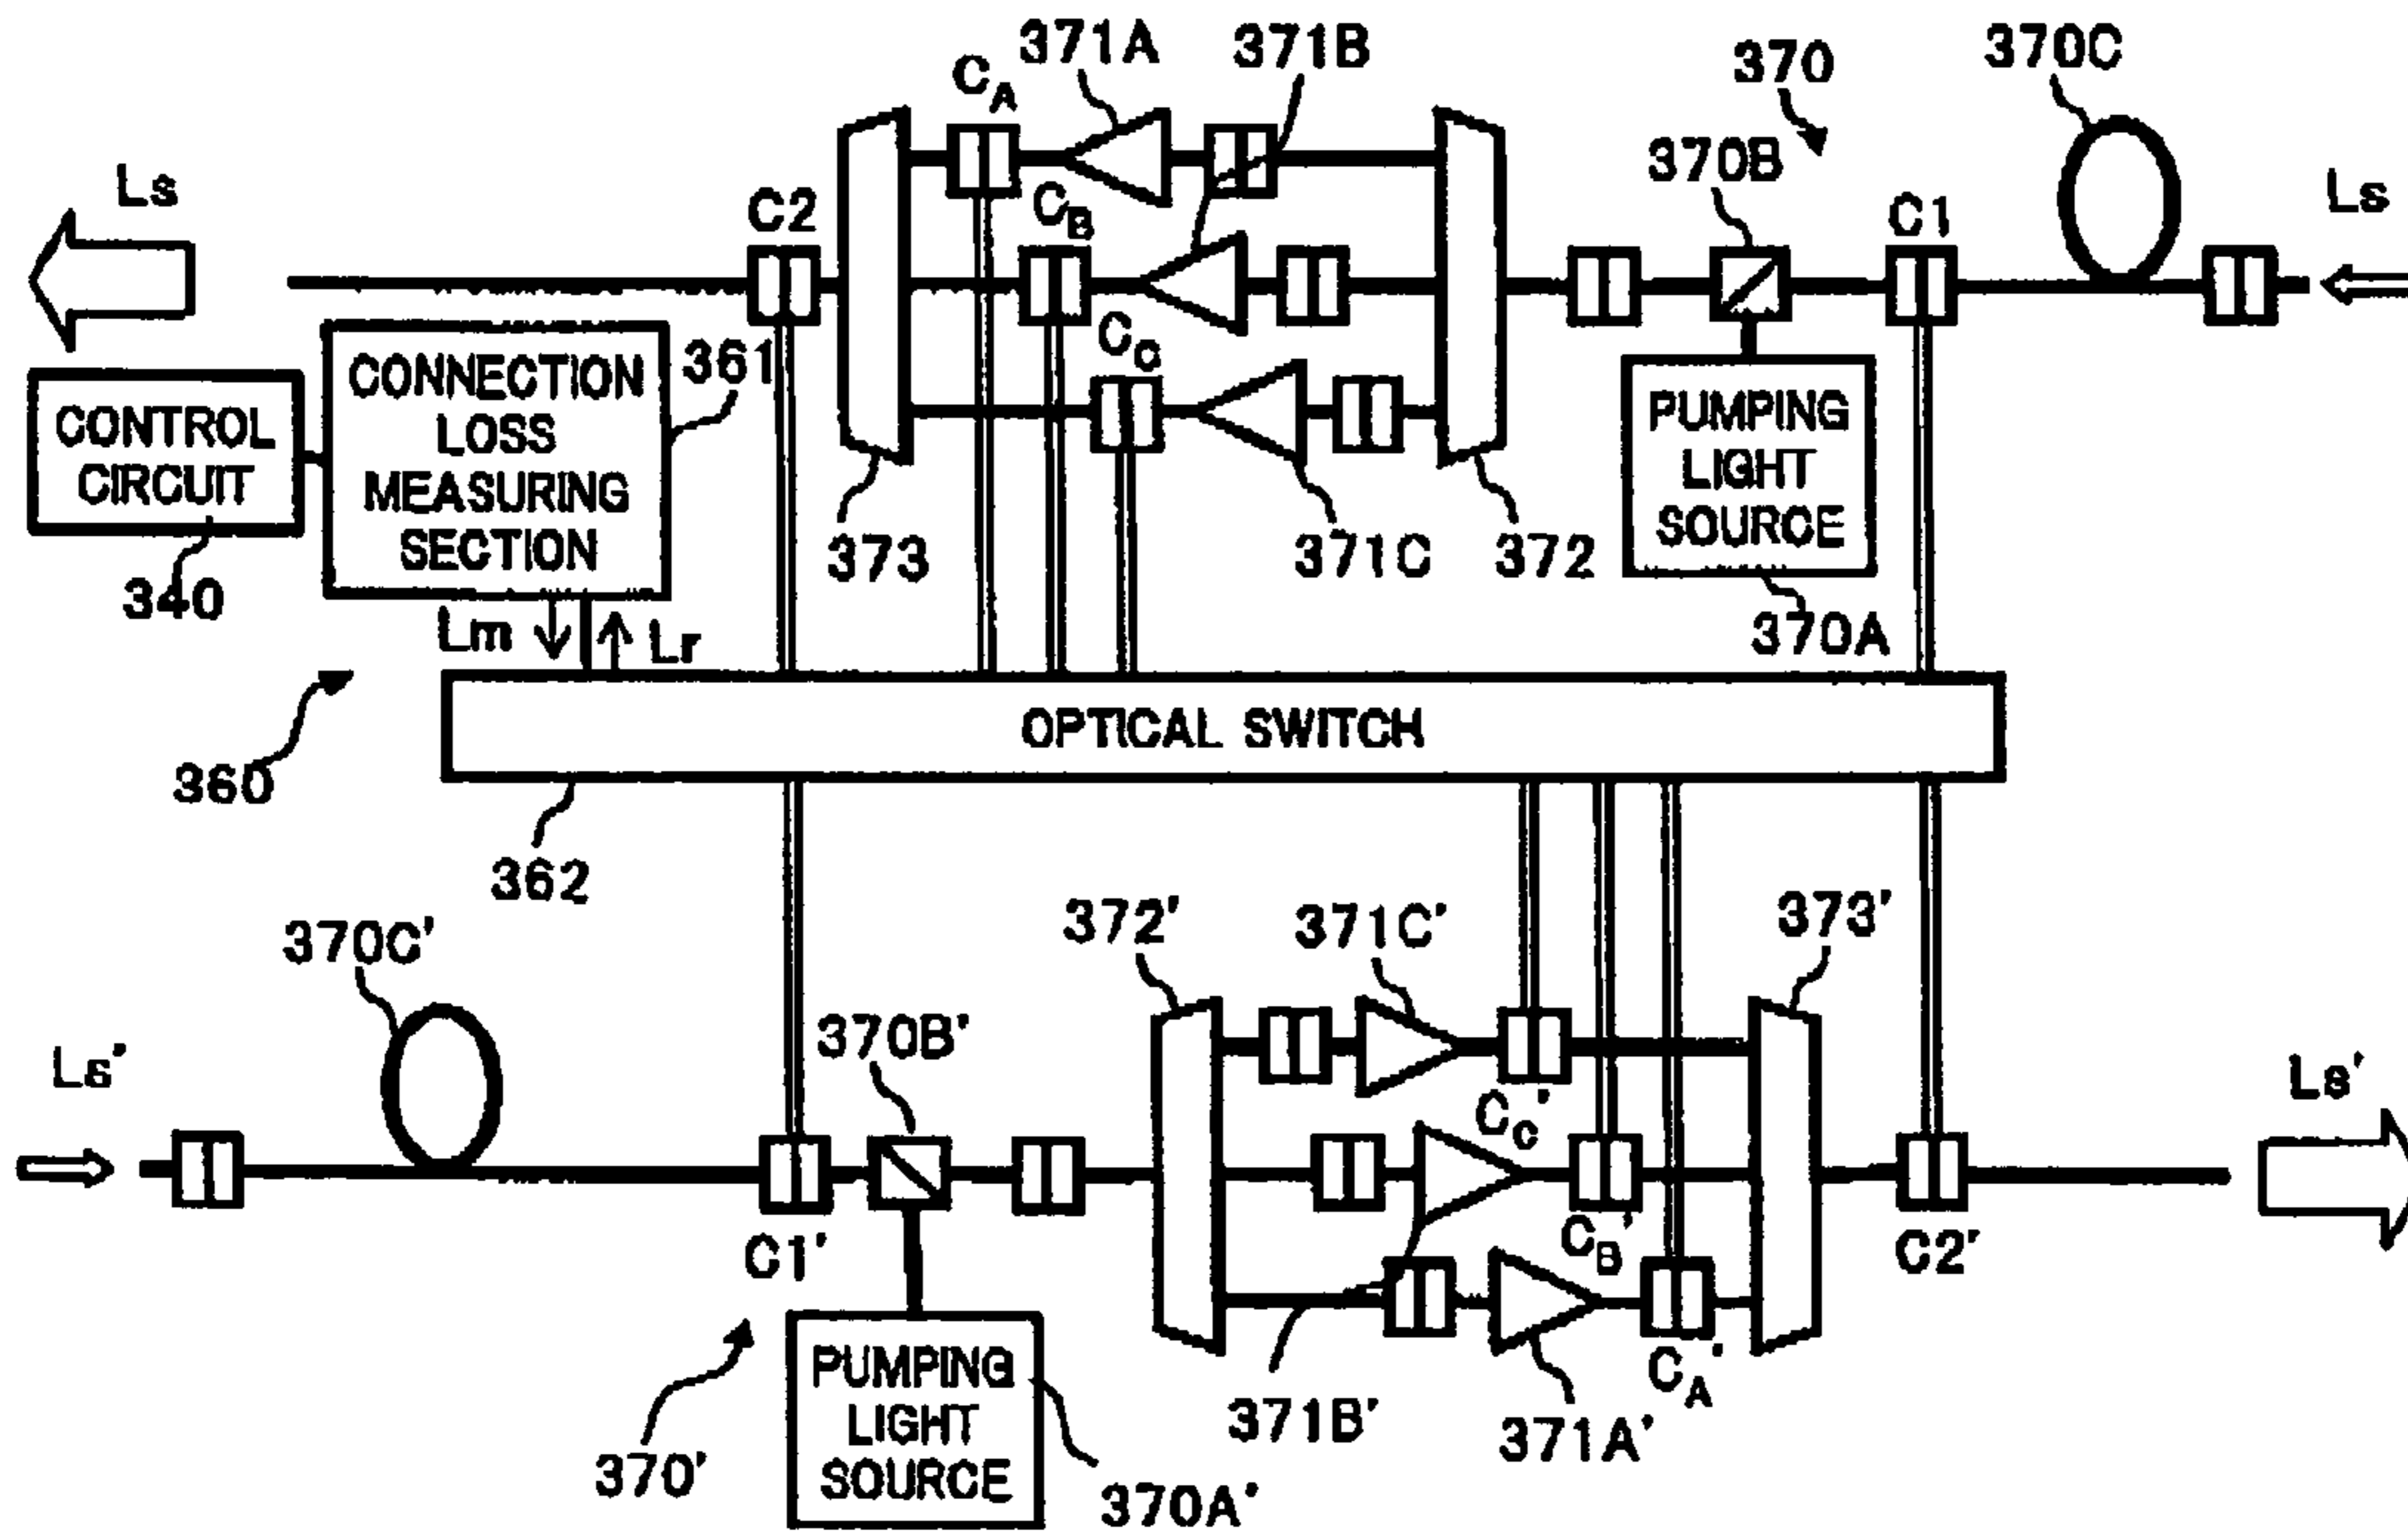 371A
371B
370
370C
CA
370B
Ls
C2
CB
C1
Ls
CC
361
CONNECTION
LOSS
MEASURING
SECTION
CONTROL
CIRCUIT
PUMPING
LIGHT
SOURCE
340
373
371C
372
370A
Lm
Lr
OPTICAL SWITCH
360
362
372'
371C'
373'
370C'
370B'
Ls'
Ls'
CC'
C1'
CB'
C2'
CA'
PUMPING
LIGHT
SOURCE
371B'
371A'
370'
370A'